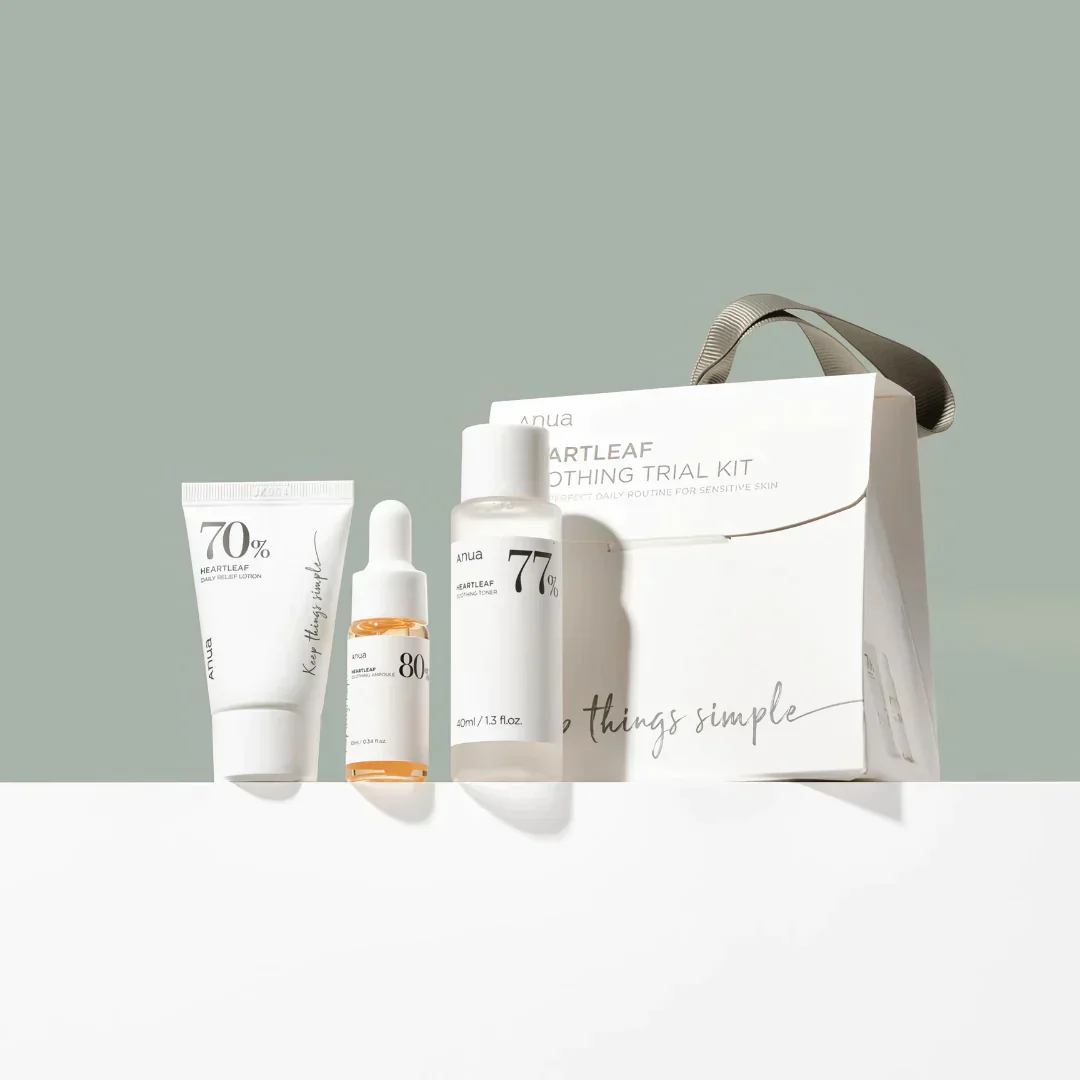 Anua
HEARTLEAF
SOOTHING TRIAL KIT
PERFECT DAILY ROUTINE FOR SENSITIVE SKIN
things simple
70%
HEARTLEAF
DAILY RELIEF LOTION
Anua
Keep things simple
Anua
HEARTLEAF
SOOTHING AMPOULE
80
10ml / 0.34 fl.oz.
Anua
HEARTLEAF
SOOTHING TONER
77%
40ml / 1.3 fl.oz.